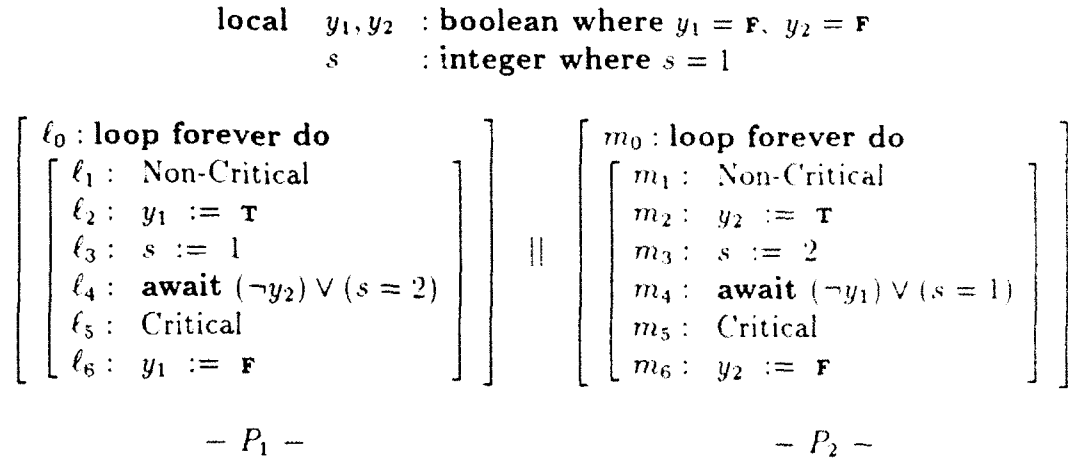 local y₁, y₂ : boolean where y₁ = F, y₂ = F
s : integer where s = 1
ℓ₀ : loop forever do
ℓ₁ : Non-Critical
ℓ₂ : y₁ := T
ℓ₃ : s := 1
ℓ₄ : await (¬y₂) ∨ (s = 2)
ℓ₅ : Critical
ℓ₆ : y₁ := F
– P₁ –
||
m₀ : loop forever do
m₁ : Non-Critical
m₂ : y₂ := T
m₃ : s := 2
m₄ : await (¬y₁) ∨ (s = 1)
m₅ : Critical
m₆ : y₂ := F
– P₂ –